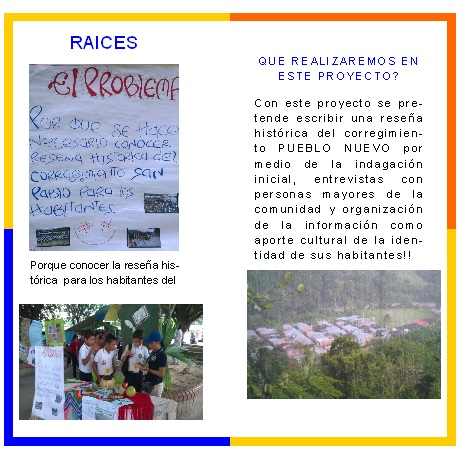 RAICES
El PROBLEMA
POR QUE SE HACE
NECESARIO CONOCER
RESEÑA HISTORICA DEL
CORREGIMIENTO SAN
PABLO PARA lOS
HABITANTES.
Porque conocer la reseña his-
tórica para los habitantes del
QUE REALIZAREMOS EN
ESTE PROYECTO?
Con este proyecto se pre-
tende escribir una reseña
histórica del corregimien-
to PUEBLO NUEVO por
medio de la indagación
inicial, entrevistas con
personas mayores de la
comunidad y organización
de la información como
aporte cultural de la iden-
tidad de sus habitantes!!